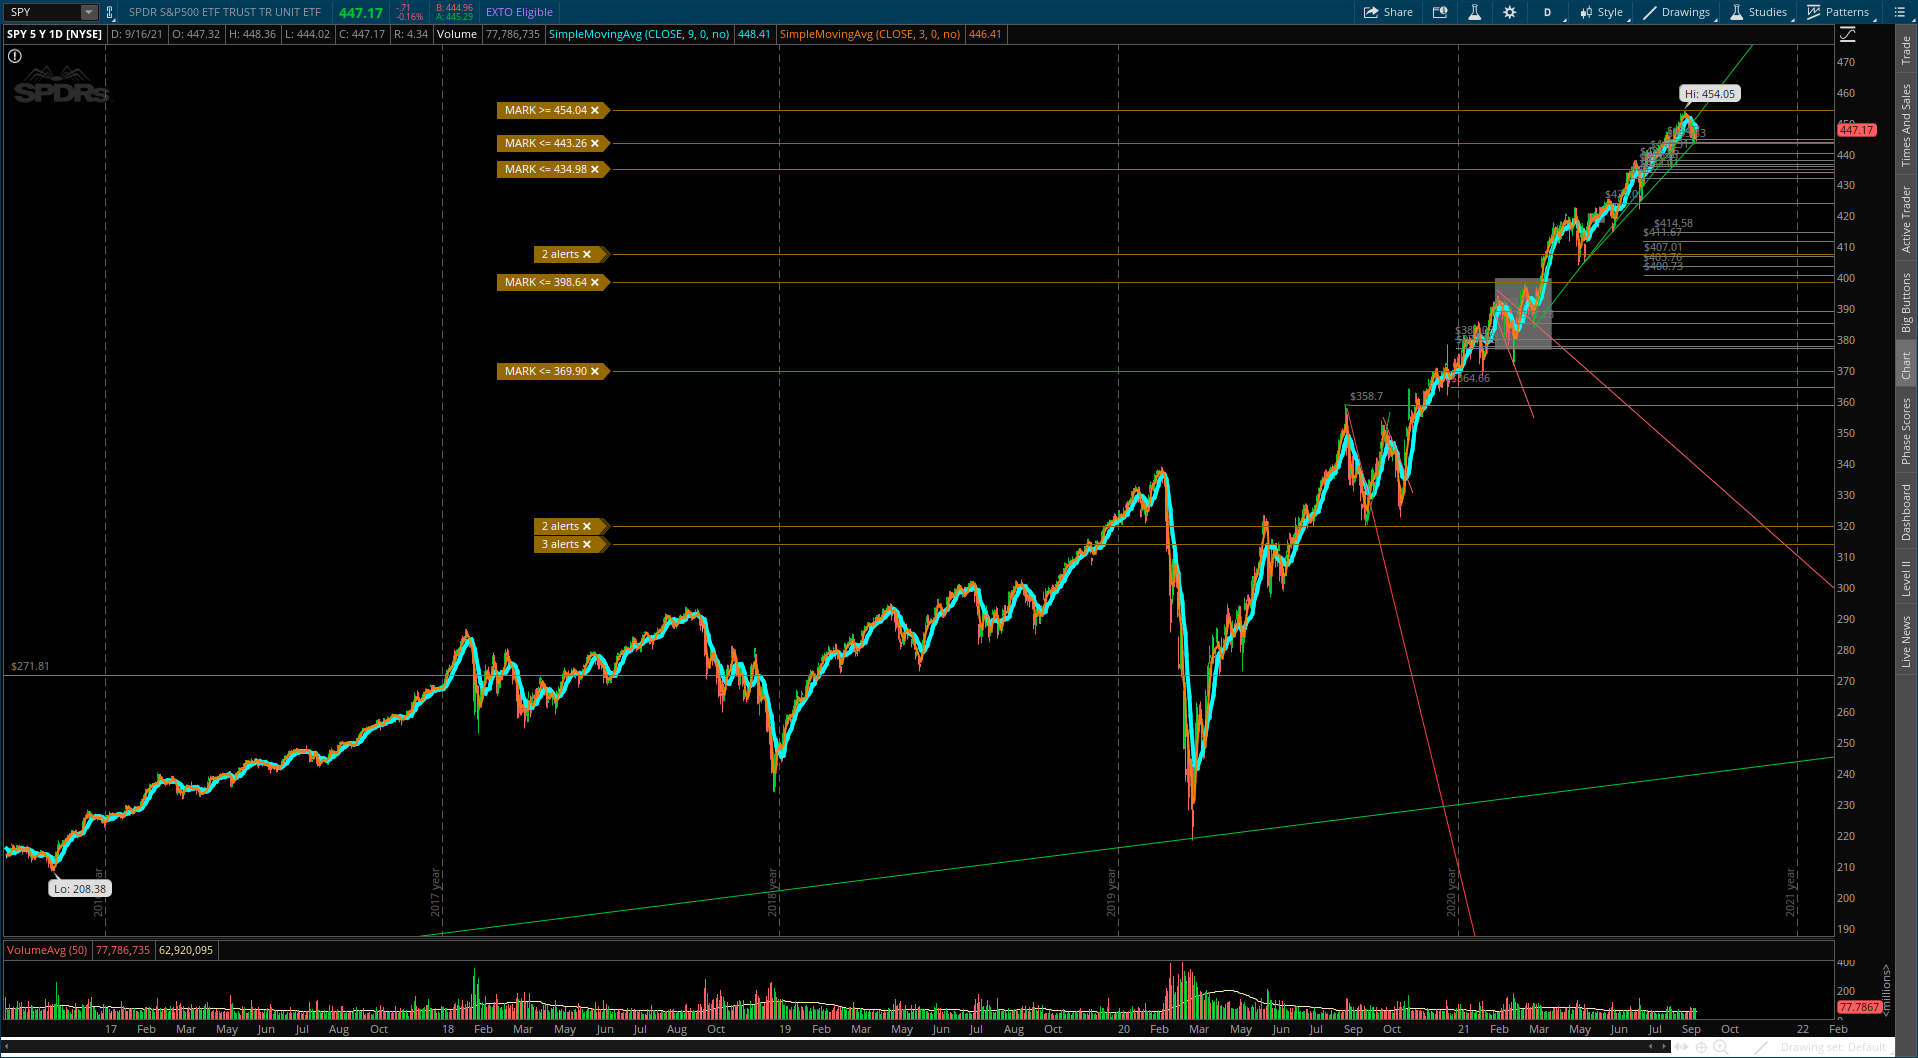 SPY SPDR S&P500 ETF TRUST TR UNIT ETF 447.17 -.71 -0.16% B: 444.96 A: 445.29 EXTO Eligible Share D Style Drawings Studies Patterns
SPY 5 Y 1D [NYSE] D: 9/16/21 O: 447.32 H: 448.36 L: 444.02 C: 447.17 R: 4.34 Volume 77,786,735 SimpleMovingAvg (CLOSE, 9, 0, no) 448.41 SimpleMovingAvg (CLOSE, 3, 0, no) 446.41
SPDRs
Hi: 454.05
MARK >= 454.04
MARK <= 443.26
MARK <= 434.98
2 alerts
MARK <= 398.64
MARK <= 369.90
2 alerts
3 alerts
$414.58
$411.67
$407.01
$403.76
$400.73
$364.66
$358.7
$271.81
Lo: 208.38
2017 year
2018 year
2019 year
2020 year
2021 year
470
460
447.17
440
430
420
410
400
390
380
370
360
350
340
330
320
310
300
290
280
270
260
250
240
230
220
210
200
190
VolumeAvg (50) 77,786,735 62,920,095
400
200
77.7867
<millions>
17 Feb Mar May Jun Jul Aug Oct 18 Feb Mar May Jun Jul Aug Oct 19 Feb Mar May Jun Jul Aug Oct 20 Feb Mar May Jun Jul Sep Oct 21 Feb Mar May Jun Jul Sep Oct 22 Feb
Drawing set: Default
Trade
Times And Sales
Active Trader
Big Buttons
Chart
Phase Scores
Dashboard
Level II
Live News